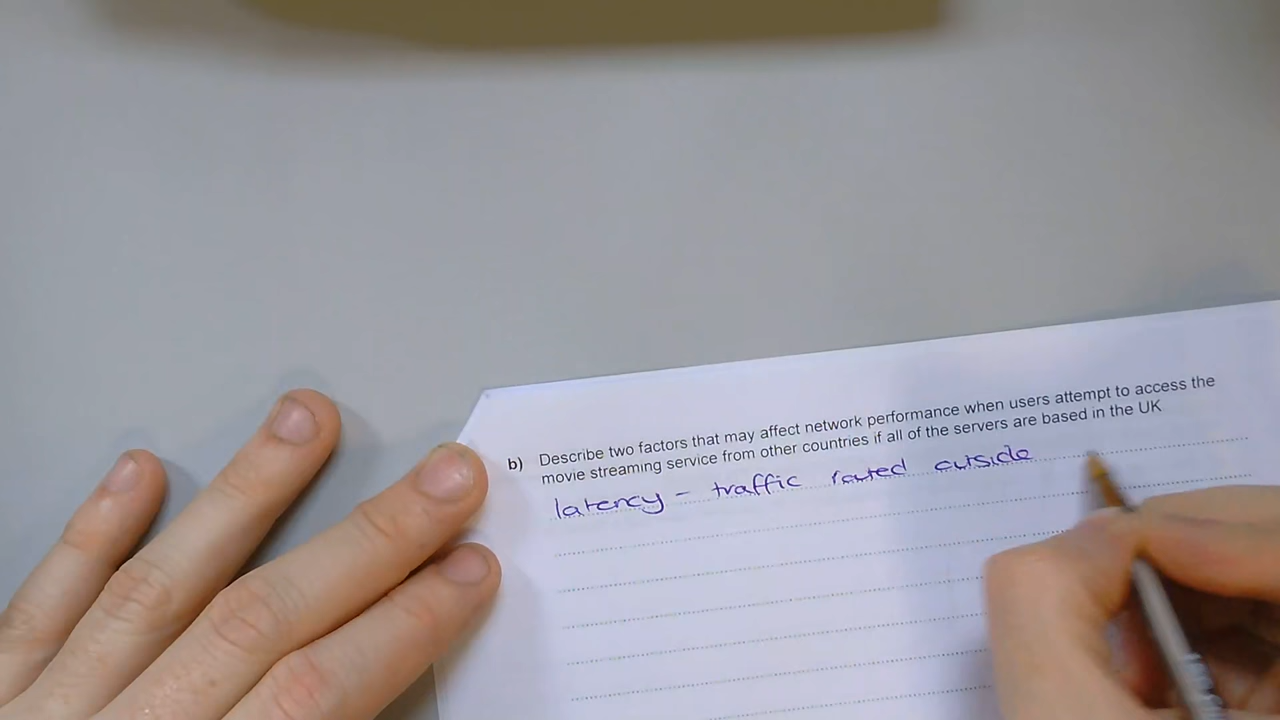 b) Describe two factors that may affect network performance when users attempt to access the
movie streaming service from other countries if all of the servers are based in the UK
latency - traffic routed outside